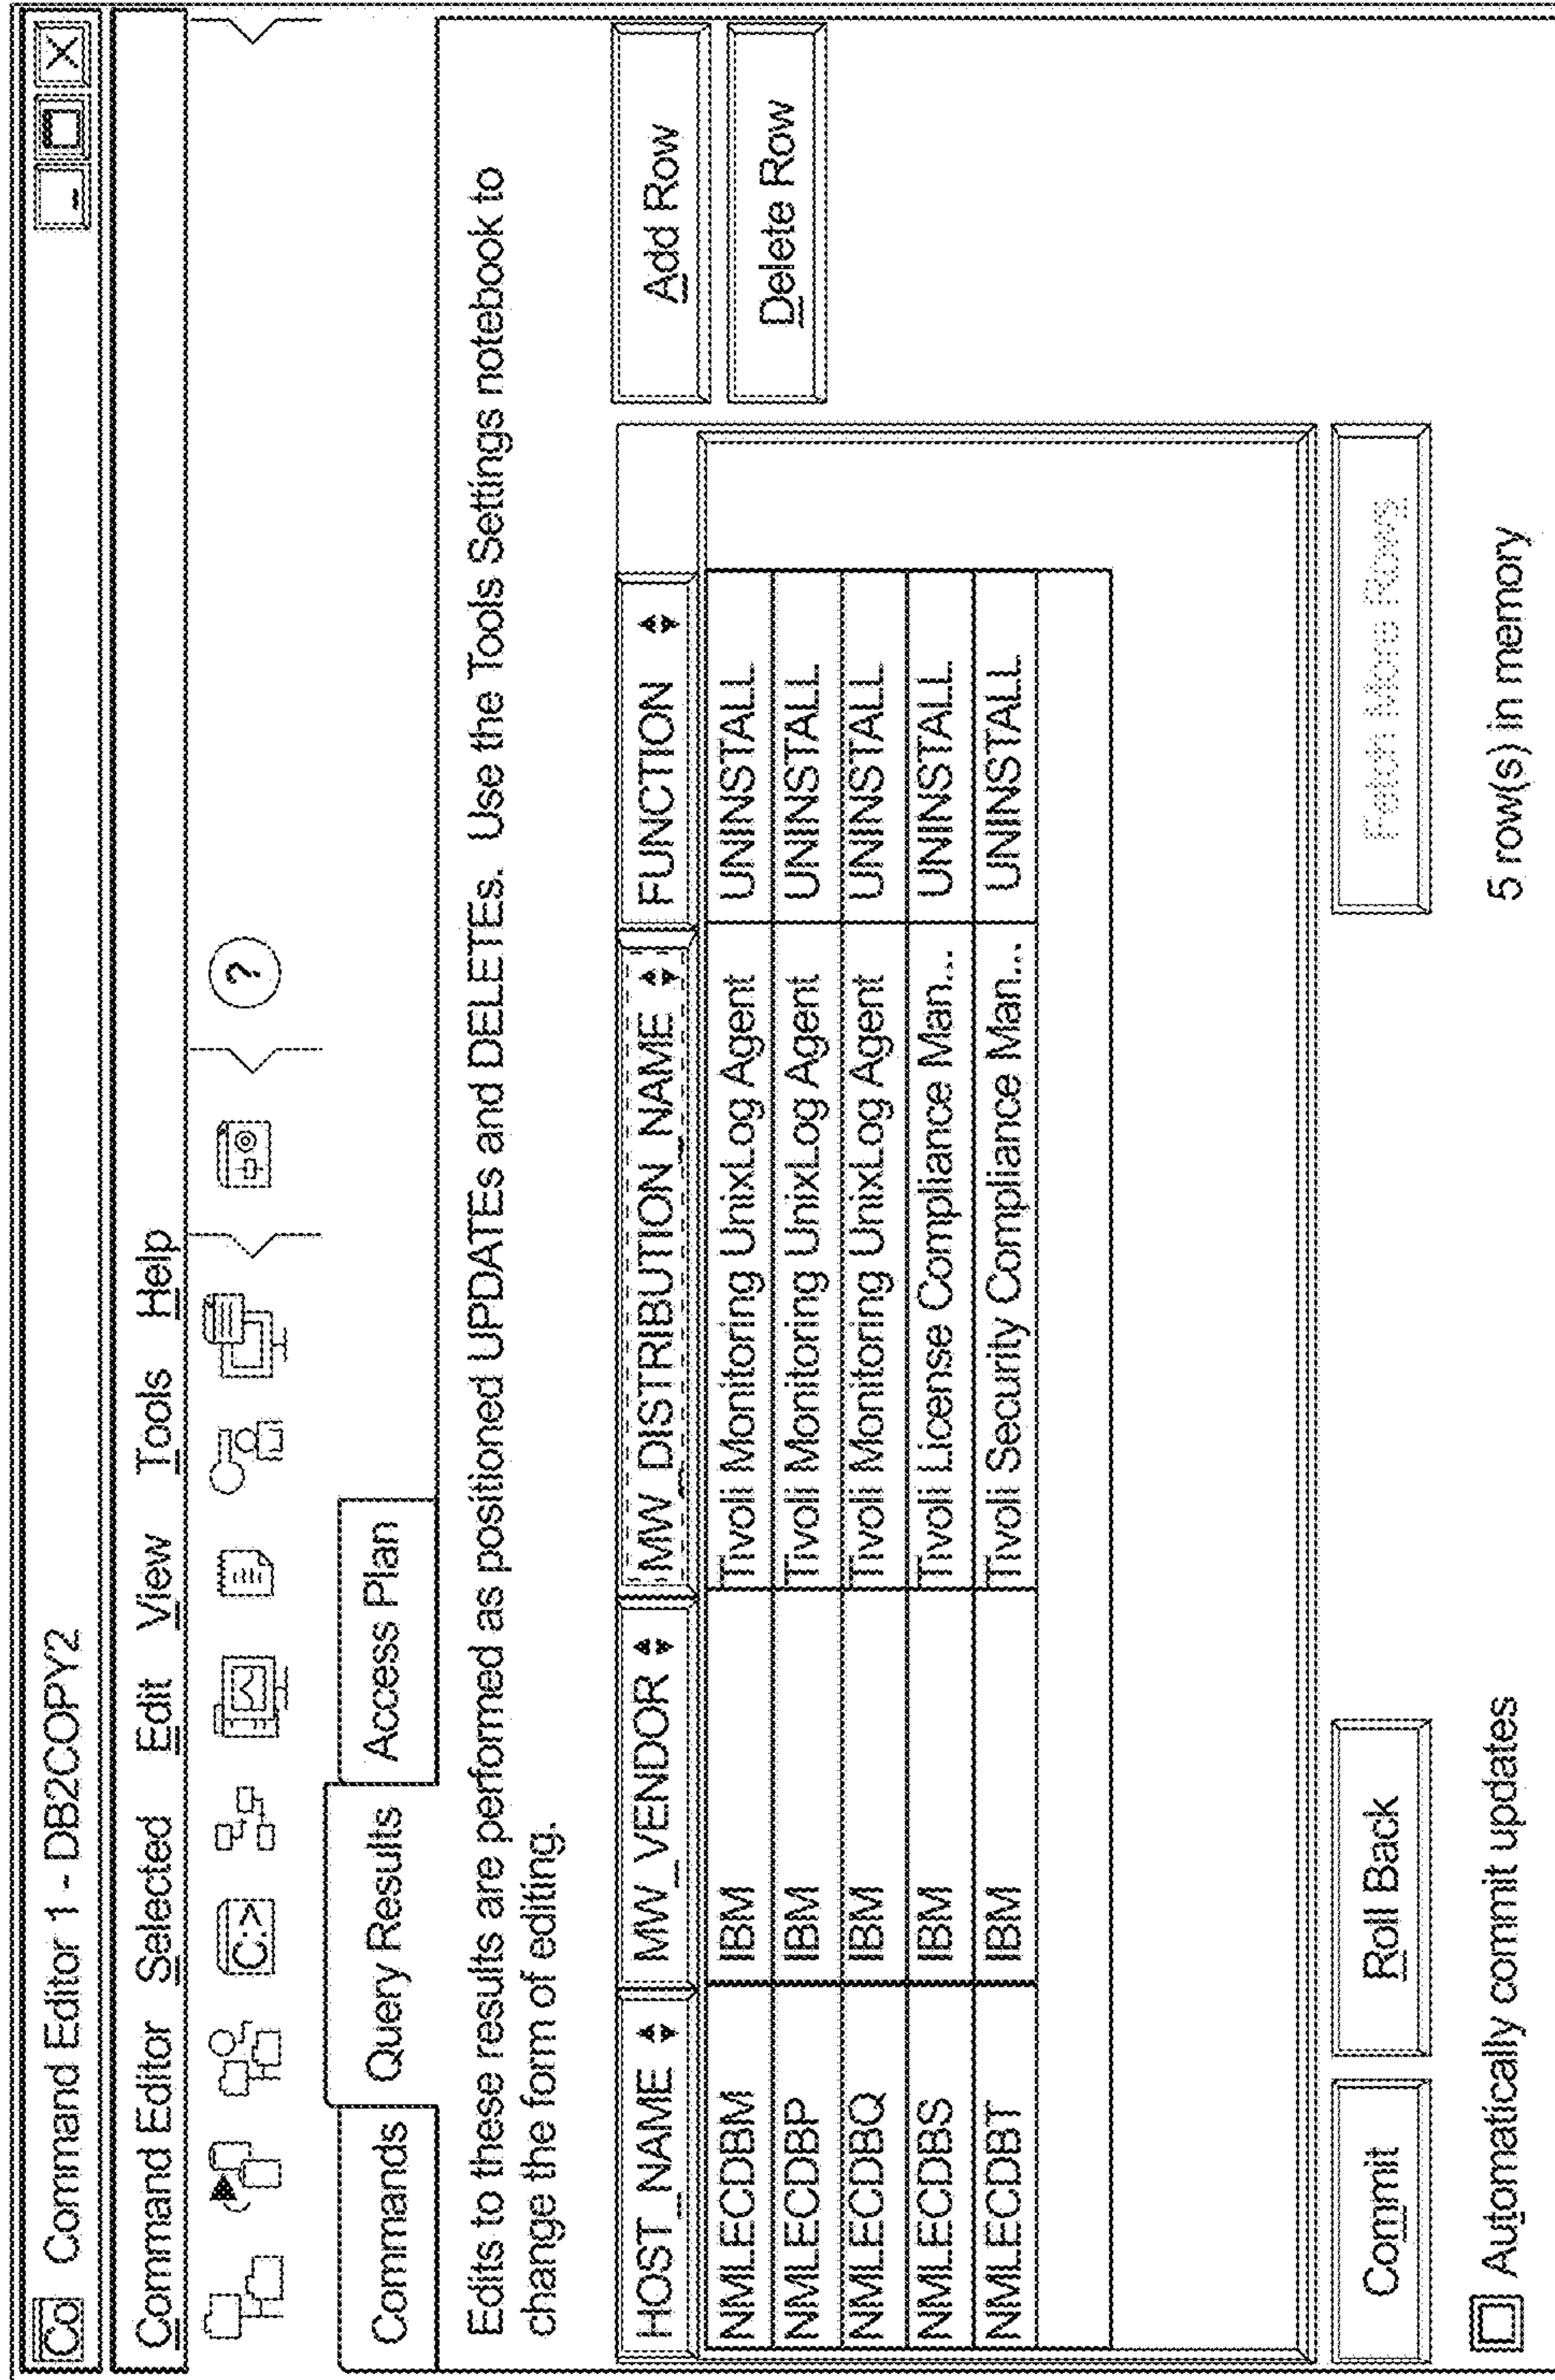 Co Command Editor 1 - DB2COPY2
Command Editor Selected Edit View Tools Help
C:> ?
Commands Query Results Access Plan
Edits to these results are performed as positioned UPDATEs and DELETEs. Use the Tools Settings notebook to
change the form of editing.
HOST_NAME MW_VENDOR MW_DISTRIBUTION_NAME FUNCTION
NMLECDBM IBM Tivoli Monitoring UnixLog Agent UNINSTALL
NMLECDBP IBM Tivoli Monitoring UnixLog Agent UNINSTALL
NMLECDBQ IBM Tivoli Monitoring UnixLog Agent UNINSTALL
NMLECDBS IBM Tivoli License Compliance Man... UNINSTALL
NMLECDBT IBM Tivoli Security Compliance Man... UNINSTALL
Add Row
Delete Row
Commit Roll Back Fetch More Rows
Automatically commit updates 5 row(s) in memory